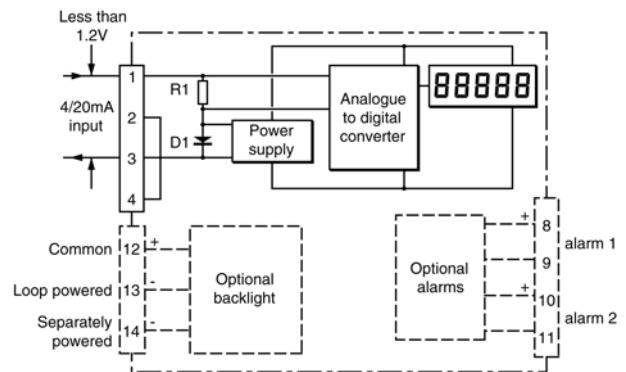 Less than
1.2V
4/20mA
input
1
2
3
4
R1
D1
Power
supply
Analogue
to digital
converter
88888
Common
Loop powered
Separately
powered
12
13
14
+
-
-
Optional
backlight
Optional
alarms
+
+
8
9
10
11
alarm 1
alarm 2